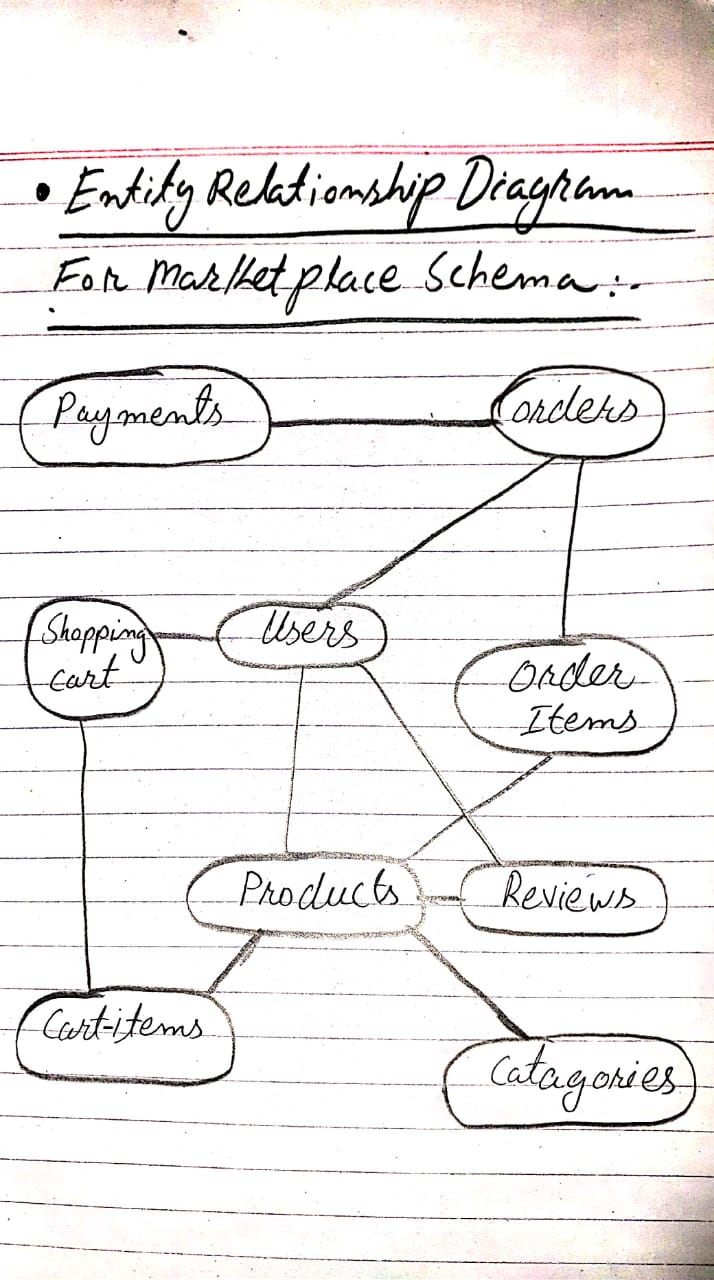 • Entity Relationship Diagram
For Marketplace Schema:.
Payments
orders
Shopping
Cart
Users
Order
Items
Products
Reviews
Cart-items
Catagories